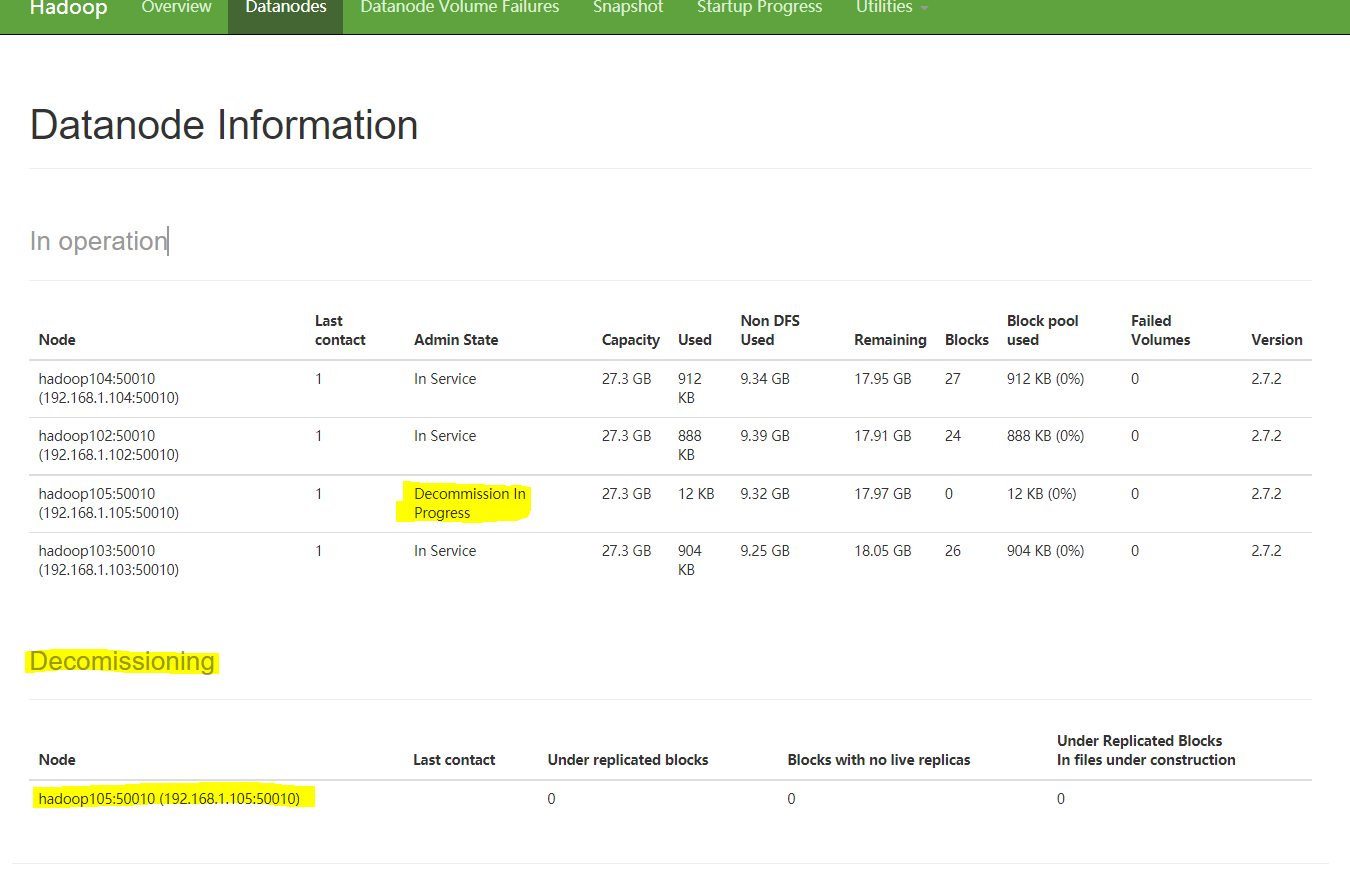 Hadoop Overview Datanodes Datanode Volume Failures Snapshot Startup Progress Utilities
Datanode Information
In operation
Node Last contact Admin State Capacity Used Non DFS Used Remaining Blocks Block pool used Failed Volumes Version
hadoop104:50010 (192.168.1.104:50010) 1 In Service 27.3 GB 912 KB 9.34 GB 17.95 GB 27 912 KB (0%) 0 2.7.2
hadoop102:50010 (192.168.1.102:50010) 1 In Service 27.3 GB 888 KB 9.39 GB 17.91 GB 24 888 KB (0%) 0 2.7.2
hadoop105:50010 (192.168.1.105:50010) 1 Decommission In Progress 27.3 GB 12 KB 9.32 GB 17.97 GB 0 12 KB (0%) 0 2.7.2
hadoop103:50010 (192.168.1.103:50010) 1 In Service 27.3 GB 904 KB 9.25 GB 18.05 GB 26 904 KB (0%) 0 2.7.2
Decomissioning
Node Last contact Under replicated blocks Blocks with no live replicas Under Replicated Blocks In files under construction
hadoop105:50010 (192.168.1.105:50010) 0 0 0